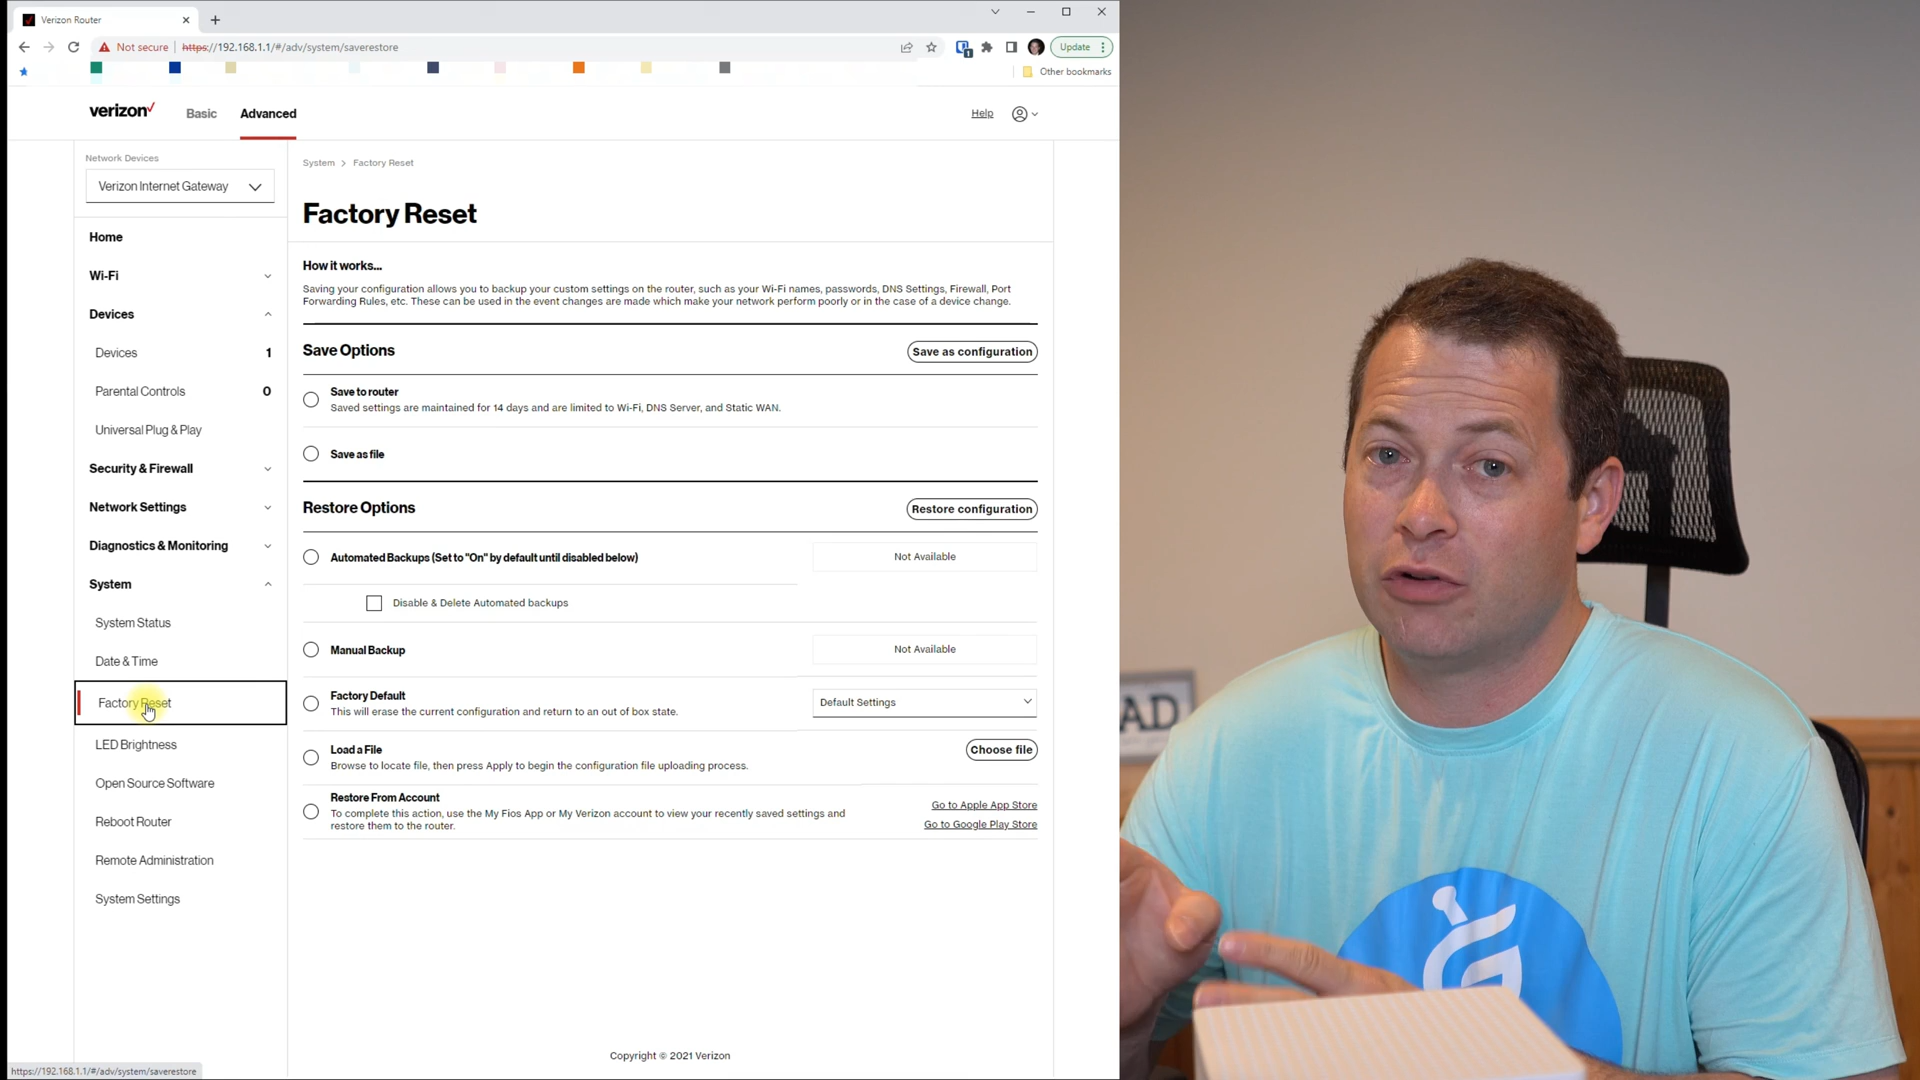 Verizon Router
Not secure
https://192.168.1.1/#/adv/system/saverestore
Update
Other bookmarks
verizon
Basic
Advanced
Help
Network Devices
Verizon Internet Gateway
Home
Wi-Fi
Devices
Devices 1
Parental Controls 0
Universal Plug & Play
Security & Firewall
Network Settings
Diagnostics & Monitoring
System
System Status
Date & Time
Factory Reset
LED Brightness
Open Source Software
Reboot Router
Remote Administration
System Settings
System > Factory Reset
Factory Reset
How it works...
Saving your configuration allows you to backup your custom settings on the router, such as your Wi-Fi names, passwords, DNS Settings, Firewall, Port
Forwarding Rules, etc. These can be used in the event changes are made which make your network perform poorly or in the case of a device change.
Save Options
Save as configuration
Save to router
Saved settings are maintained for 14 days and are limited to Wi-Fi, DNS Server, and Static WAN.
Save as file
Restore Options
Restore configuration
Automated Backups (Set to "On" by default until disabled below)
Not Available
Disable & Delete Automated backups
Manual Backup
Not Available
Factory Default
This will erase the current configuration and return to an out of box state.
Default Settings
Load a File
Browse to locate file, then press Apply to begin the configuration file uploading process.
Choose file
Restore From Account
To complete this action, use the My Fios App or My Verizon account to view your recently saved settings and
restore them to the router.
Go to Apple App Store
Go to Google Play Store
Copyright © 2021 Verizon
https://192.168.1.1/#/adv/system/saverestore
AD